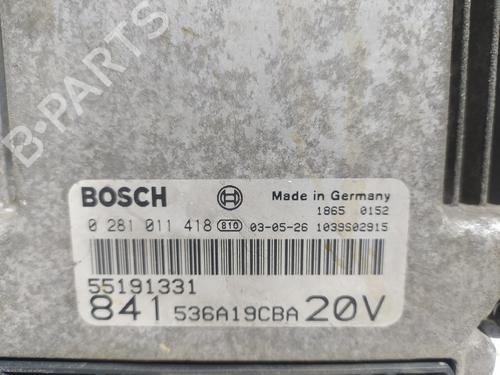 B-PARTS
BOSCH Made in Germany
1865 0152
0 281 011 418 810 03-05-26 1039S02915
55191331
841 536A19CBA 20V